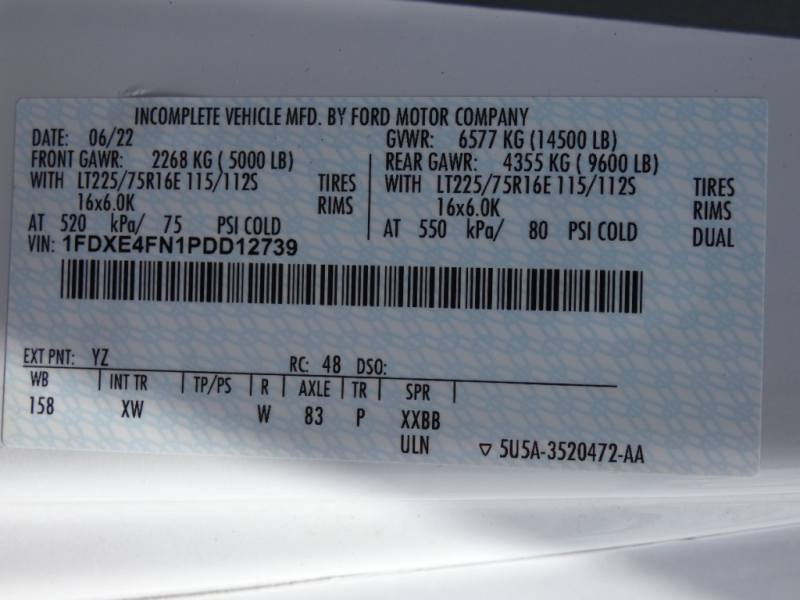 INCOMPLETE VEHICLE MFD. BY FORD MOTOR COMPANY
DATE: 06/22 GVWR: 6577 KG (14500 LB)
FRONT GAWR: 2268 KG ( 5000 LB) REAR GAWR: 4355 KG ( 9600 LB)
WITH LT225/75R16E 115/112S TIRES WITH LT225/75R16E 115/112S TIRES
16x6.0K RIMS 16x6.0K RIMS
AT 520 kPa/ 75 PSI COLD AT 550 kPa/ 80 PSI COLD DUAL
VIN: 1FDXE4FN1PDD12739
EXT PNT: YZ RC: 48 DSO:
WB INT TR TP/PS R AXLE TR SPR
158 XW W 83 P XXBB
ULN ▽ 5U5A-3520472-AA